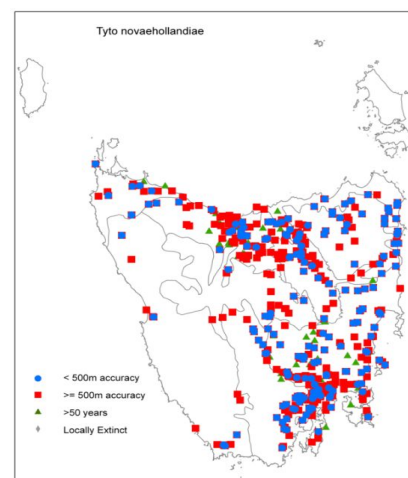 Tyto novaehollandiae
< 500m accuracy
>= 500m accuracy
>50 years
Locally Extinct